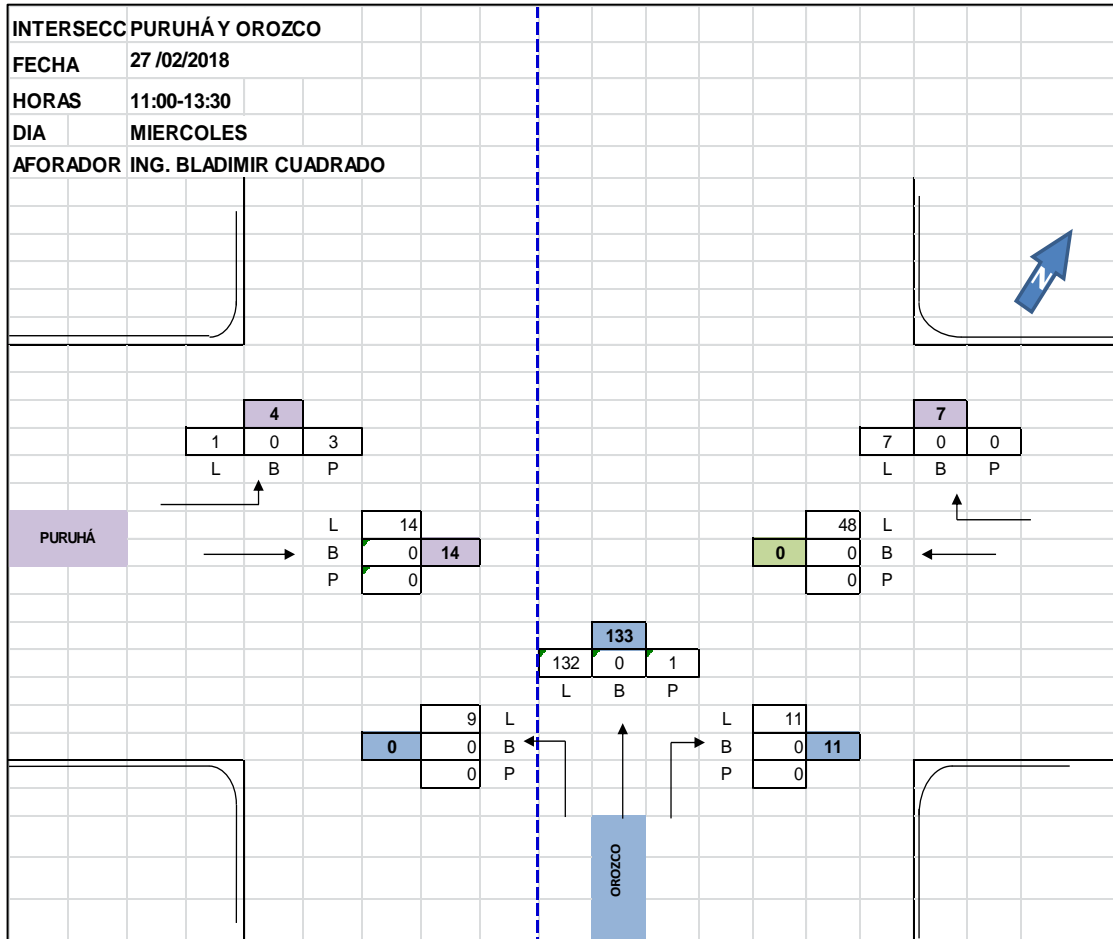 INTERSECC PURUHÁ Y OROZCO
FECHA 27 /02/2018
HORAS 11:00-13:30
DIA MIERCOLES
AFORADOR ING. BLADIMIR CUADRADO
N
4 7
1 0 3 7 0 0
L B P L B P
PURUHÁ
L 14 48 L
B 0 14 0 0 B
P 0 0 P
133
132 0 1
L B P
9 L L 11
0 0 B B 0 11
0 P P 0
OROZCO